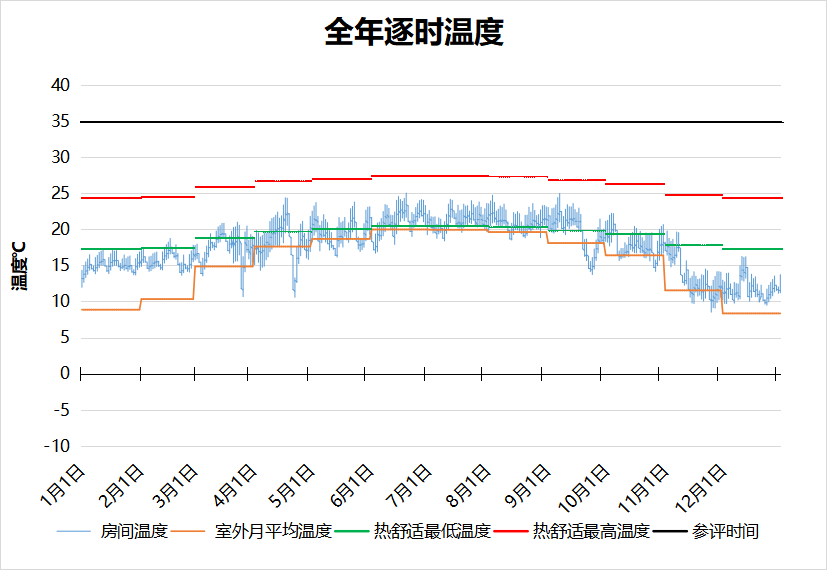 全年逐时温度
温度℃
40
35
30
25
20
15
10
5
0
-5
-10
1月1日
2月1日
3月1日
4月1日
5月1日
6月1日
7月1日
8月1日
9月1日
10月1日
11月1日
12月1日
房间温度
室外月平均温度
热舒适最低温度
热舒适最高温度
参评时间